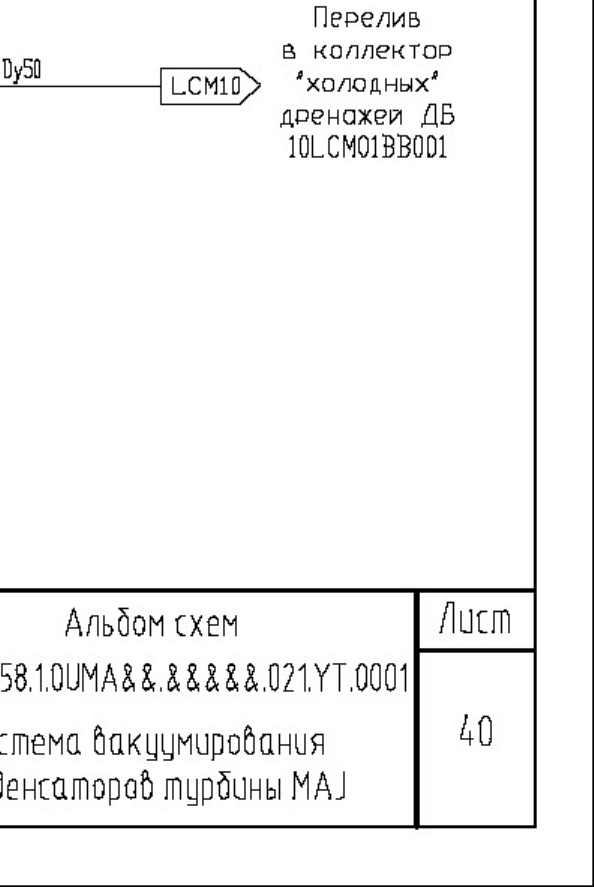 Перелив
в коллектор
"холодных"
дренажей ДБ
10LCM01BB001
Dy50
LCM10
Альбом схем
Лист
58.1.0UMA&&.&&&&&.021.YT.0001
стема вакуумирования
денсаторов турбины MAJ
40